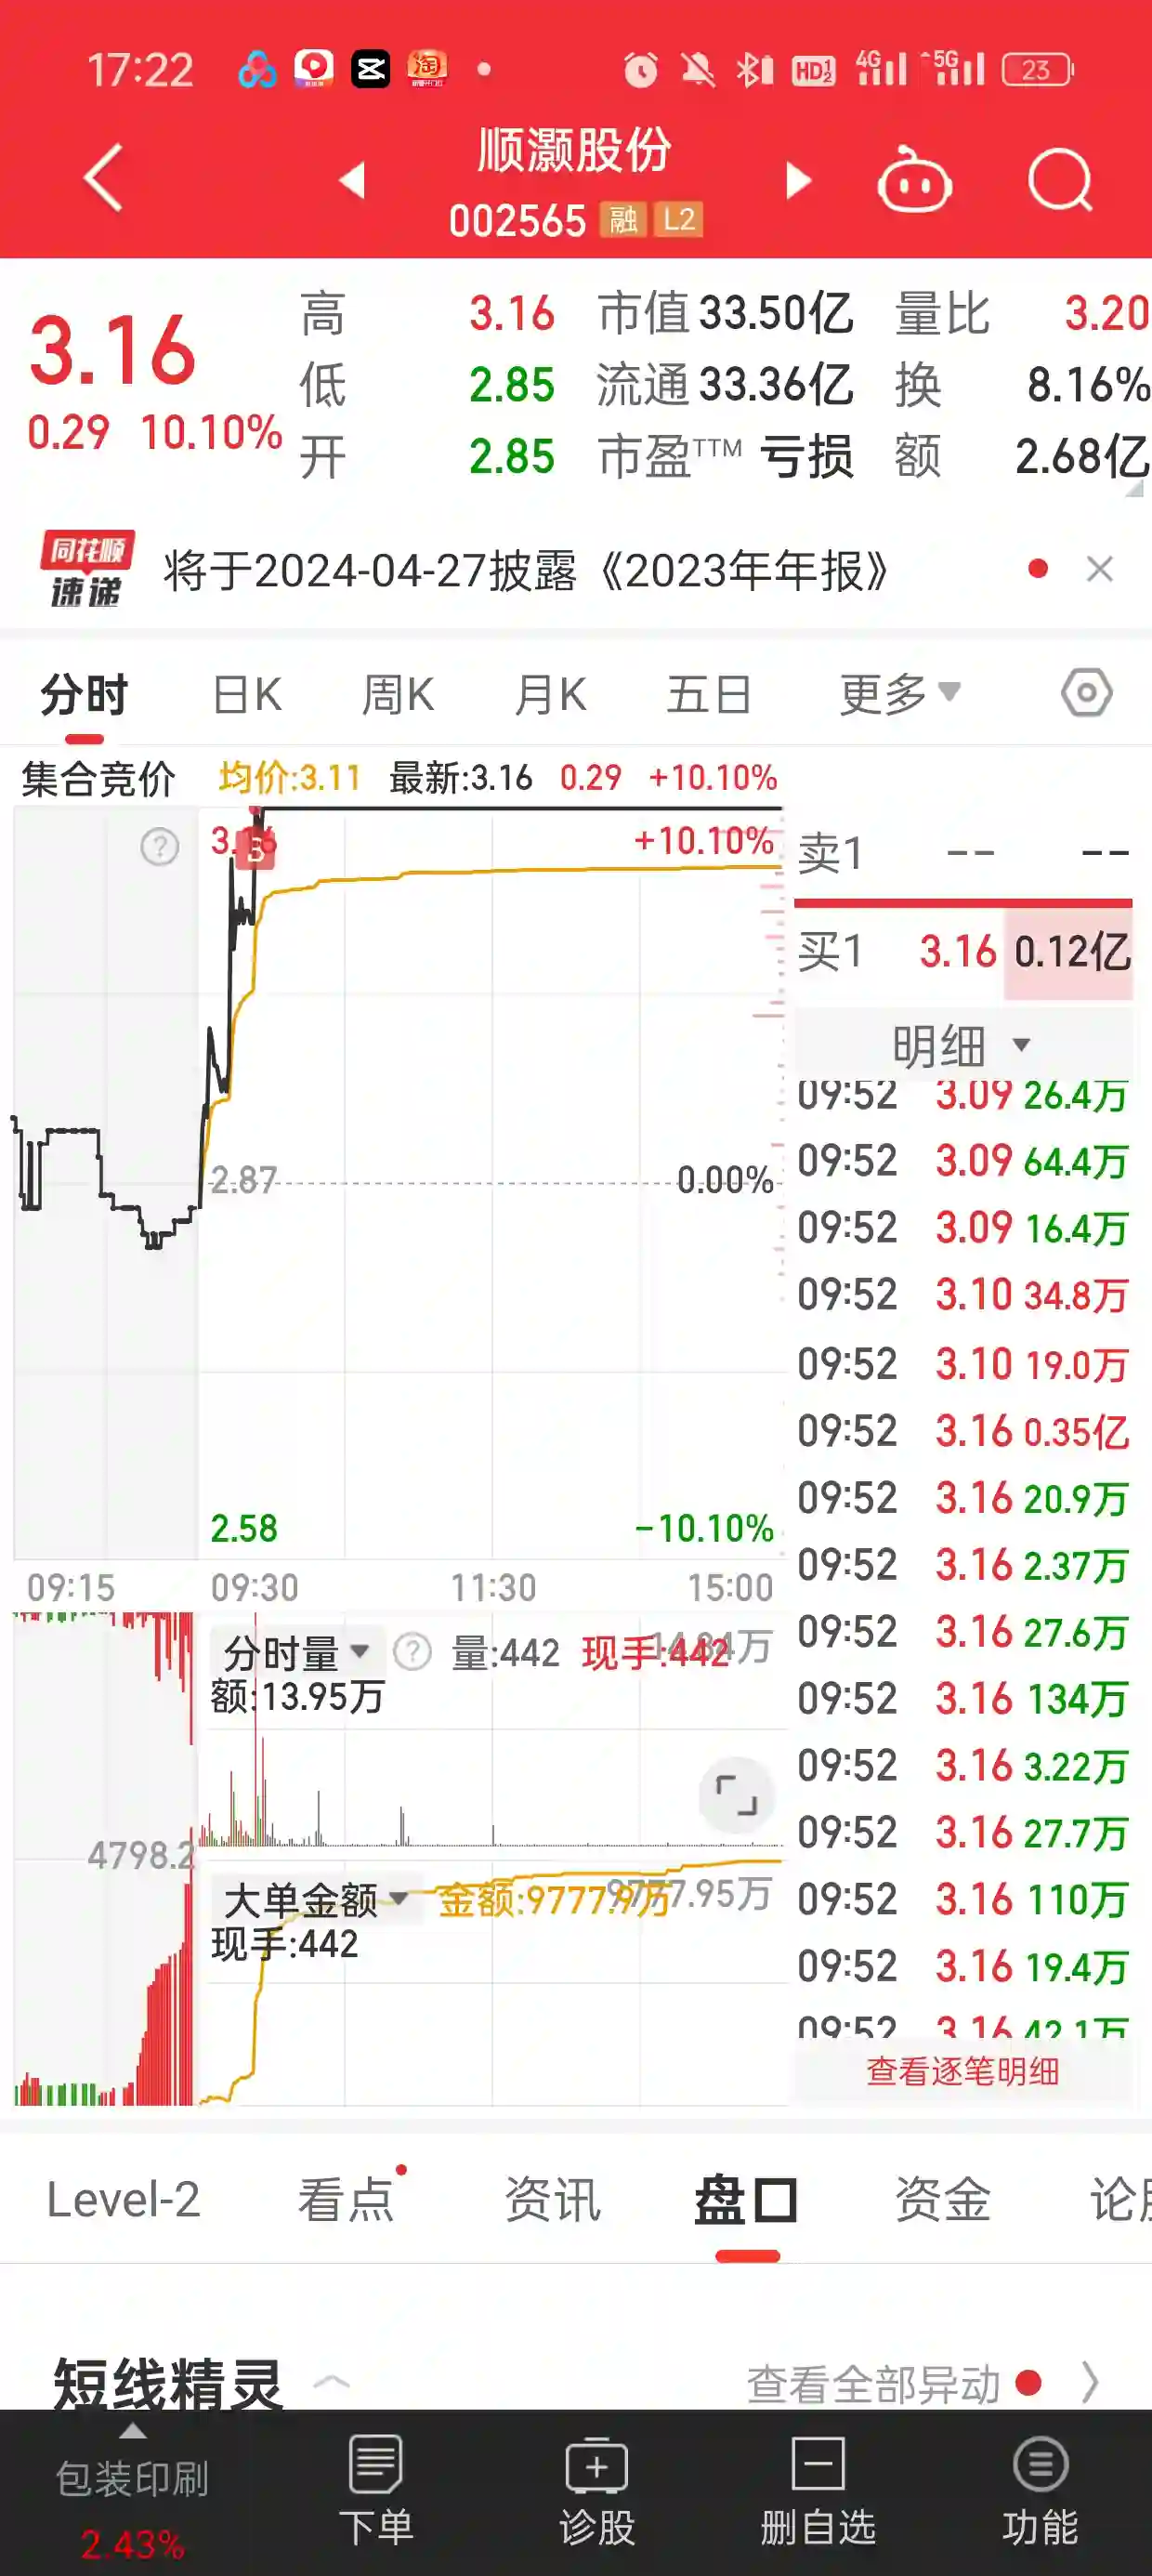 17:22 淘 HD 1 2 4G 5G 23
顺灏股份
002565 融 L2
3.16
0.29 10.10%
高 3.16 市值 33.50亿 量比 3.20
低 2.85 流通 33.36亿 换 8.16%
开 2.85 市盈TTM 亏损 额 2.68亿
同花顺
速递
将于2024-04-27披露《2023年年报》
分时 日K 周K 月K 五日 更多
集合竞价 均价:3.11 最新:3.16 0.29 +10.10%
3.16 B +10.10%
2.87 0.00%
2.58 -10.10%
09:15 09:30 11:30 15:00
卖1 -- --
买1 3.16 0.12亿
明细
09:52 3.09 26.4万
09:52 3.09 64.4万
09:52 3.09 16.4万
09:52 3.10 34.8万
09:52 3.10 19.0万
09:52 3.16 0.35亿
09:52 3.16 20.9万
09:52 3.16 2.37万
09:52 3.16 27.6万
09:52 3.16 134万
09:52 3.16 3.22万
09:52 3.16 27.7万
09:52 3.16 110万
09:52 3.16 19.4万
09:52 3.16 42.1万
查看逐笔明细
分时量 量:442 现手:442
额:13.95万
4798.2
大单金额 金额:9777.9万 9777.95万
现手:442
Level-2 看点 资讯 盘口 资金 论
短线精灵 查看全部异动
包装印刷
2.43%
下单 诊股 删自选 功能